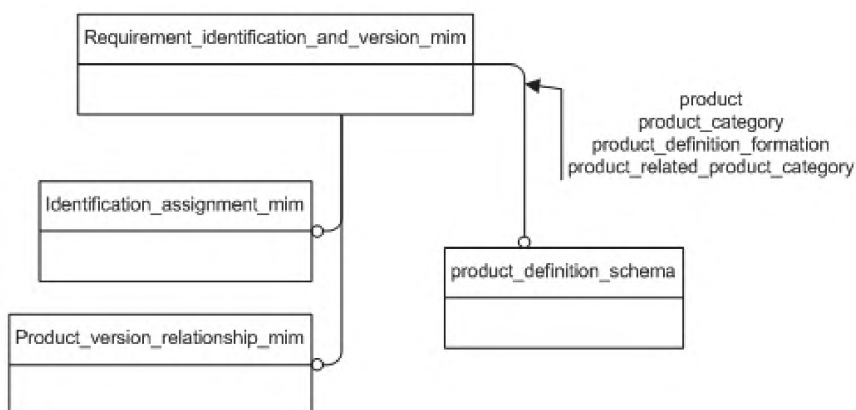 Requirement_identification_and_version_mim
product
product_category
product_definition_formation
product_related_product_category
Identification_assignment_mim
product_definition_schema
Product_version_relationship_mim